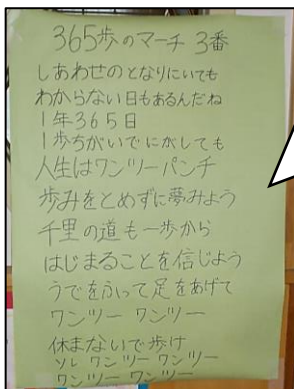 365歩のマーチ 3番
しあわせのとなりにいても
わからない日もあるんだね
1年365日
1歩ちがいでにがしても
人生はワンツーパンチ
歩みをとめずに夢みよう
千里の道も一歩から
はじまることを信じよう
うでをふって足をあげて
ワンツー ワンツー
休まないで歩け
ソレ ワンツー ワンツー
ワンツー ワンツー